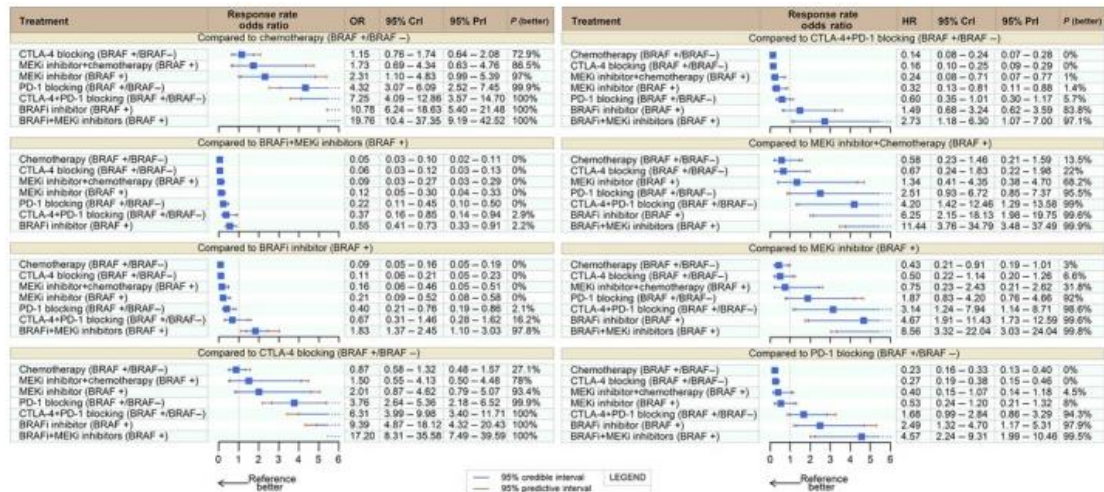 Treatment Response rate odds ratio OR 95% CrI 95% PrI P (better)
Compared to chemotherapy (BRAF +/BRAF –)
CTLA-4 blocking (BRAF +/BRAF–) 1.15 0.76 – 1.74 0.64 – 2.08 72.9%
MEKi inhibitor+chemotherapy (BRAF +) 1.73 0.69 – 4.34 0.63 – 4.76 86.5%
MEKi inhibitor (BRAF +) 2.31 1.10 – 4.83 0.99 – 5.39 97%
PD-1 blocking (BRAF +/BRAF–) 4.32 3.07 – 6.09 2.52 – 7.45 99.9%
CTLA-4+PD-1 blocking (BRAF +/BRAF–) 7.25 4.09 – 12.86 3.57 – 14.70 100%
BRAFi inhibitor (BRAF +) 10.78 6.24 – 18.63 5.40 – 21.48 100%
BRAFi+MEKi inhibitors (BRAF +) 19.76 10.4 – 37.35 9.19 – 42.52 100%
0 1 2 3 4 5 6
Compared to BRAFi+MEKi inhibitors (BRAF +)
Chemotherapy (BRAF +/BRAF–) 0.05 0.03 – 0.10 0.02 – 0.11 0%
CTLA-4 blocking (BRAF +/BRAF–) 0.06 0.03 – 0.12 0.03 – 0.13 0%
MEKi inhibitor+chemotherapy (BRAF +) 0.09 0.03 – 0.27 0.03 – 0.29 0%
MEKi inhibitor (BRAF +) 0.12 0.05 – 0.30 0.04 – 0.33 0%
PD-1 blocking (BRAF +/BRAF–) 0.22 0.11 – 0.45 0.10 – 0.50 0%
CTLA-4+PD-1 blocking (BRAF +/BRAF–) 0.37 0.16 – 0.85 0.14 – 0.94 2.9%
BRAFi inhibitor (BRAF +) 0.55 0.41 – 0.73 0.33 – 0.91 2.2%
0 1 2 3 4 5 6
Compared to BRAFi inhibitor (BRAF +)
Chemotherapy (BRAF +/BRAF–) 0.09 0.05 – 0.16 0.05 – 0.19 0%
CTLA-4 blocking (BRAF +/BRAF–) 0.11 0.06 – 0.21 0.05 – 0.23 0%
MEKi inhibitor+chemotherapy (BRAF +) 0.16 0.06 – 0.46 0.05 – 0.51 0%
MEKi inhibitor (BRAF +) 0.21 0.09 – 0.52 0.08 – 0.58 0%
PD-1 blocking (BRAF +/BRAF–) 0.40 0.21 – 0.76 0.19 – 0.86 2.1%
CTLA-4+PD-1 blocking (BRAF +/BRAF–) 0.67 0.31 – 1.46 0.28 – 1.62 16.2%
BRAFi+MEKi inhibitors (BRAF +) 1.83 1.37 – 2.45 1.10 – 3.03 97.8%
0 1 2 3 4 5 6
Compared to CTLA-4 blocking (BRAF +/BRAF –)
Chemotherapy (BRAF +/BRAF–) 0.87 0.58 – 1.32 0.48 – 1.57 27.1%
MEKi inhibitor+chemotherapy (BRAF +) 1.50 0.55 – 4.13 0.50 – 4.48 78%
MEKi inhibitor (BRAF +) 2.01 0.87 – 4.62 0.79 – 5.07 93.4%
PD-1 blocking (BRAF +/BRAF–) 3.76 2.64 – 5.36 2.18 – 6.52 99.9%
CTLA-4+PD-1 blocking (BRAF +/BRAF–) 6.31 3.99 – 9.98 3.40 – 11.71 100%
BRAFi inhibitor (BRAF +) 9.39 4.87 – 18.12 4.32 – 20.43 100%
BRAFi+MEKi inhibitors (BRAF +) 17.20 8.31 – 35.58 7.49 – 39.59 100%
0 1 2 3 4 5 6
Reference better
Treatment Response rate odds ratio HR 95% CrI 95% PrI P (better)
Compared to CTLA-4+PD-1 blocking (BRAF +/BRAF–)
Chemotherapy (BRAF +/BRAF–) 0.14 0.08 – 0.24 0.07 – 0.28 0%
CTLA-4 blocking (BRAF +/BRAF–) 0.16 0.10 – 0.25 0.09 – 0.29 0%
MEKi inhibitor+chemotherapy (BRAF +) 0.24 0.08 – 0.71 0.07 – 0.77 1%
MEKi inhibitor (BRAF +) 0.32 0.13 – 0.81 0.11 – 0.88 1.4%
PD-1 blocking (BRAF +/BRAF–) 0.60 0.35 – 1.01 0.30 – 1.17 5.7%
BRAFi inhibitor (BRAF +) 1.49 0.68 – 3.24 0.62 – 3.59 83.8%
BRAFi+MEKi inhibitors (BRAF +) 2.73 1.18 – 6.30 1.07 – 7.00 97.1%
0 1 2 3 4 5 6
Compared to MEKi inhibitor+Chemotherapy (BRAF +)
Chemotherapy (BRAF +/BRAF–) 0.58 0.23 – 1.46 0.21 – 1.59 13.5%
CTLA-4 blocking (BRAF +/BRAF–) 0.67 0.24 – 1.83 0.22 – 1.98 22%
MEKi inhibitor (BRAF +) 1.34 0.41 – 4.35 0.38 – 4.70 68.2%
PD-1 blocking (BRAF +/BRAF–) 2.51 0.93 – 6.72 0.85 – 7.37 95.5%
CTLA-4+PD-1 blocking (BRAF +/BRAF–) 4.20 1.42 – 12.46 1.29 – 13.58 99%
BRAFi inhibitor (BRAF +) 6.25 2.15 – 18.13 1.98 – 19.75 99.6%
BRAFi+MEKi inhibitors (BRAF +) 11.44 3.76 – 34.79 3.48 – 37.49 99.9%
0 1 2 3 4 5 6
Compared to MEKi inhibitor (BRAF +)
Chemotherapy (BRAF +/BRAF–) 0.43 0.21 – 0.91 0.19 – 1.01 3%
CTLA-4 blocking (BRAF +/BRAF–) 0.50 0.22 – 1.14 0.20 – 1.26 6.6%
MEKi inhibitor+chemotherapy (BRAF +) 0.75 0.23 – 2.43 0.21 – 2.62 31.8%
PD-1 blocking (BRAF +/BRAF–) 1.87 0.83 – 4.20 0.76 – 4.66 92%
CTLA-4+PD-1 blocking (BRAF +/BRAF–) 3.14 1.24 – 7.94 1.14 – 8.71 98.6%
BRAFi inhibitor (BRAF +) 4.67 1.91 – 11.43 1.73 – 12.59 99.6%
BRAFi+MEKi inhibitors (BRAF +) 8.56 3.32 – 22.04 3.03 – 24.04 99.8%
0 1 2 3 4 5 6
Compared to PD-1 blocking (BRAF +/BRAF –)
Chemotherapy (BRAF +/BRAF–) 0.23 0.16 – 0.33 0.13 – 0.40 0%
CTLA-4 blocking (BRAF +/BRAF–) 0.27 0.19 – 0.38 0.15 – 0.46 0%
MEKi inhibitor+chemotherapy (BRAF +) 0.40 0.15 – 1.07 0.14 – 1.18 4.5%
MEKi inhibitor (BRAF +) 0.53 0.24 – 1.20 0.21 – 1.32 8%
CTLA-4+PD-1 blocking (BRAF +/BRAF–) 1.68 0.99 – 2.84 0.86 – 3.29 94.3%
BRAFi inhibitor (BRAF +) 2.49 1.32 – 4.70 1.17 – 5.31 97.9%
BRAFi+MEKi inhibitors (BRAF +) 4.57 2.24 – 9.31 1.99 – 10.46 99.5%
0 1 2 3 4 5 6
Reference better
95% credible interval LEGEND
95% predictive interval